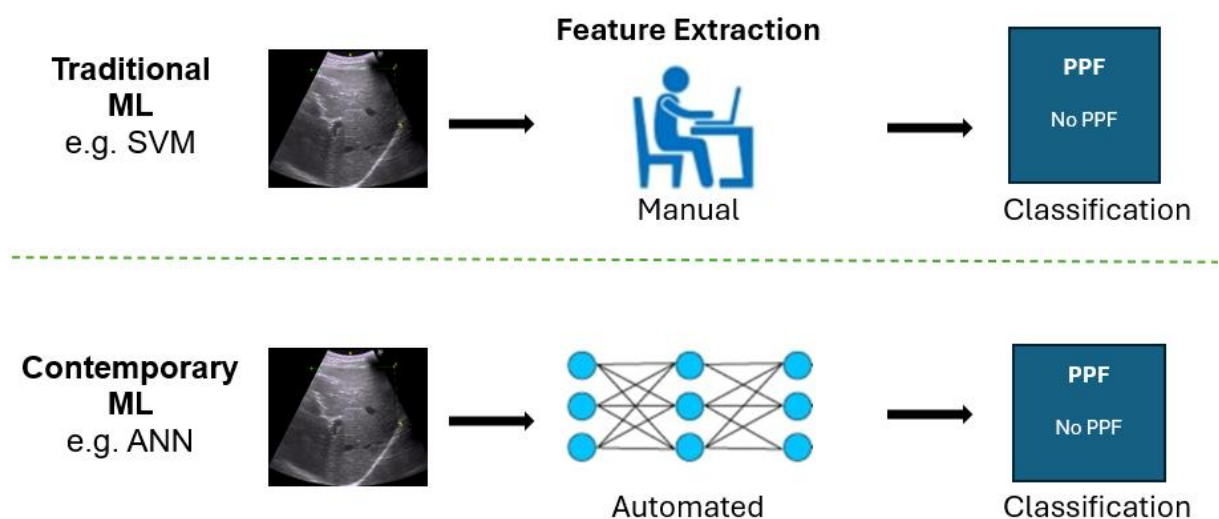 Traditional
ML
e.g. SVM
Feature Extraction
Manual
PPF
No PPF
Classification
Contemporary
ML
e.g. ANN
Automated
PPF
No PPF
Classification